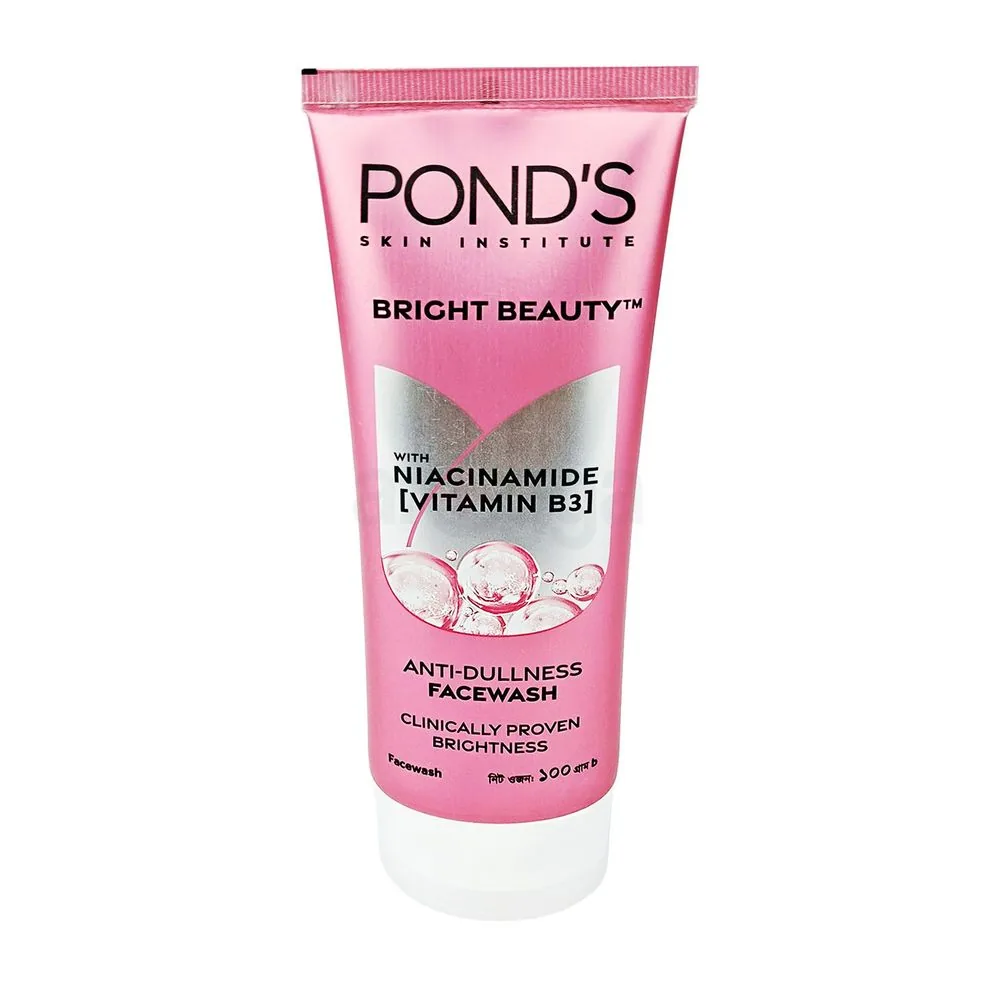 POND'S
SKIN INSTITUTE
BRIGHT BEAUTY™
WITH
NIACINAMIDE
[VITAMIN B3]
ANTI-DULLNESS
FACEWASH
CLINICALLY PROVEN
BRIGHTNESS
Facewash নিট ওজন: ১০০ গ্রাম ৳